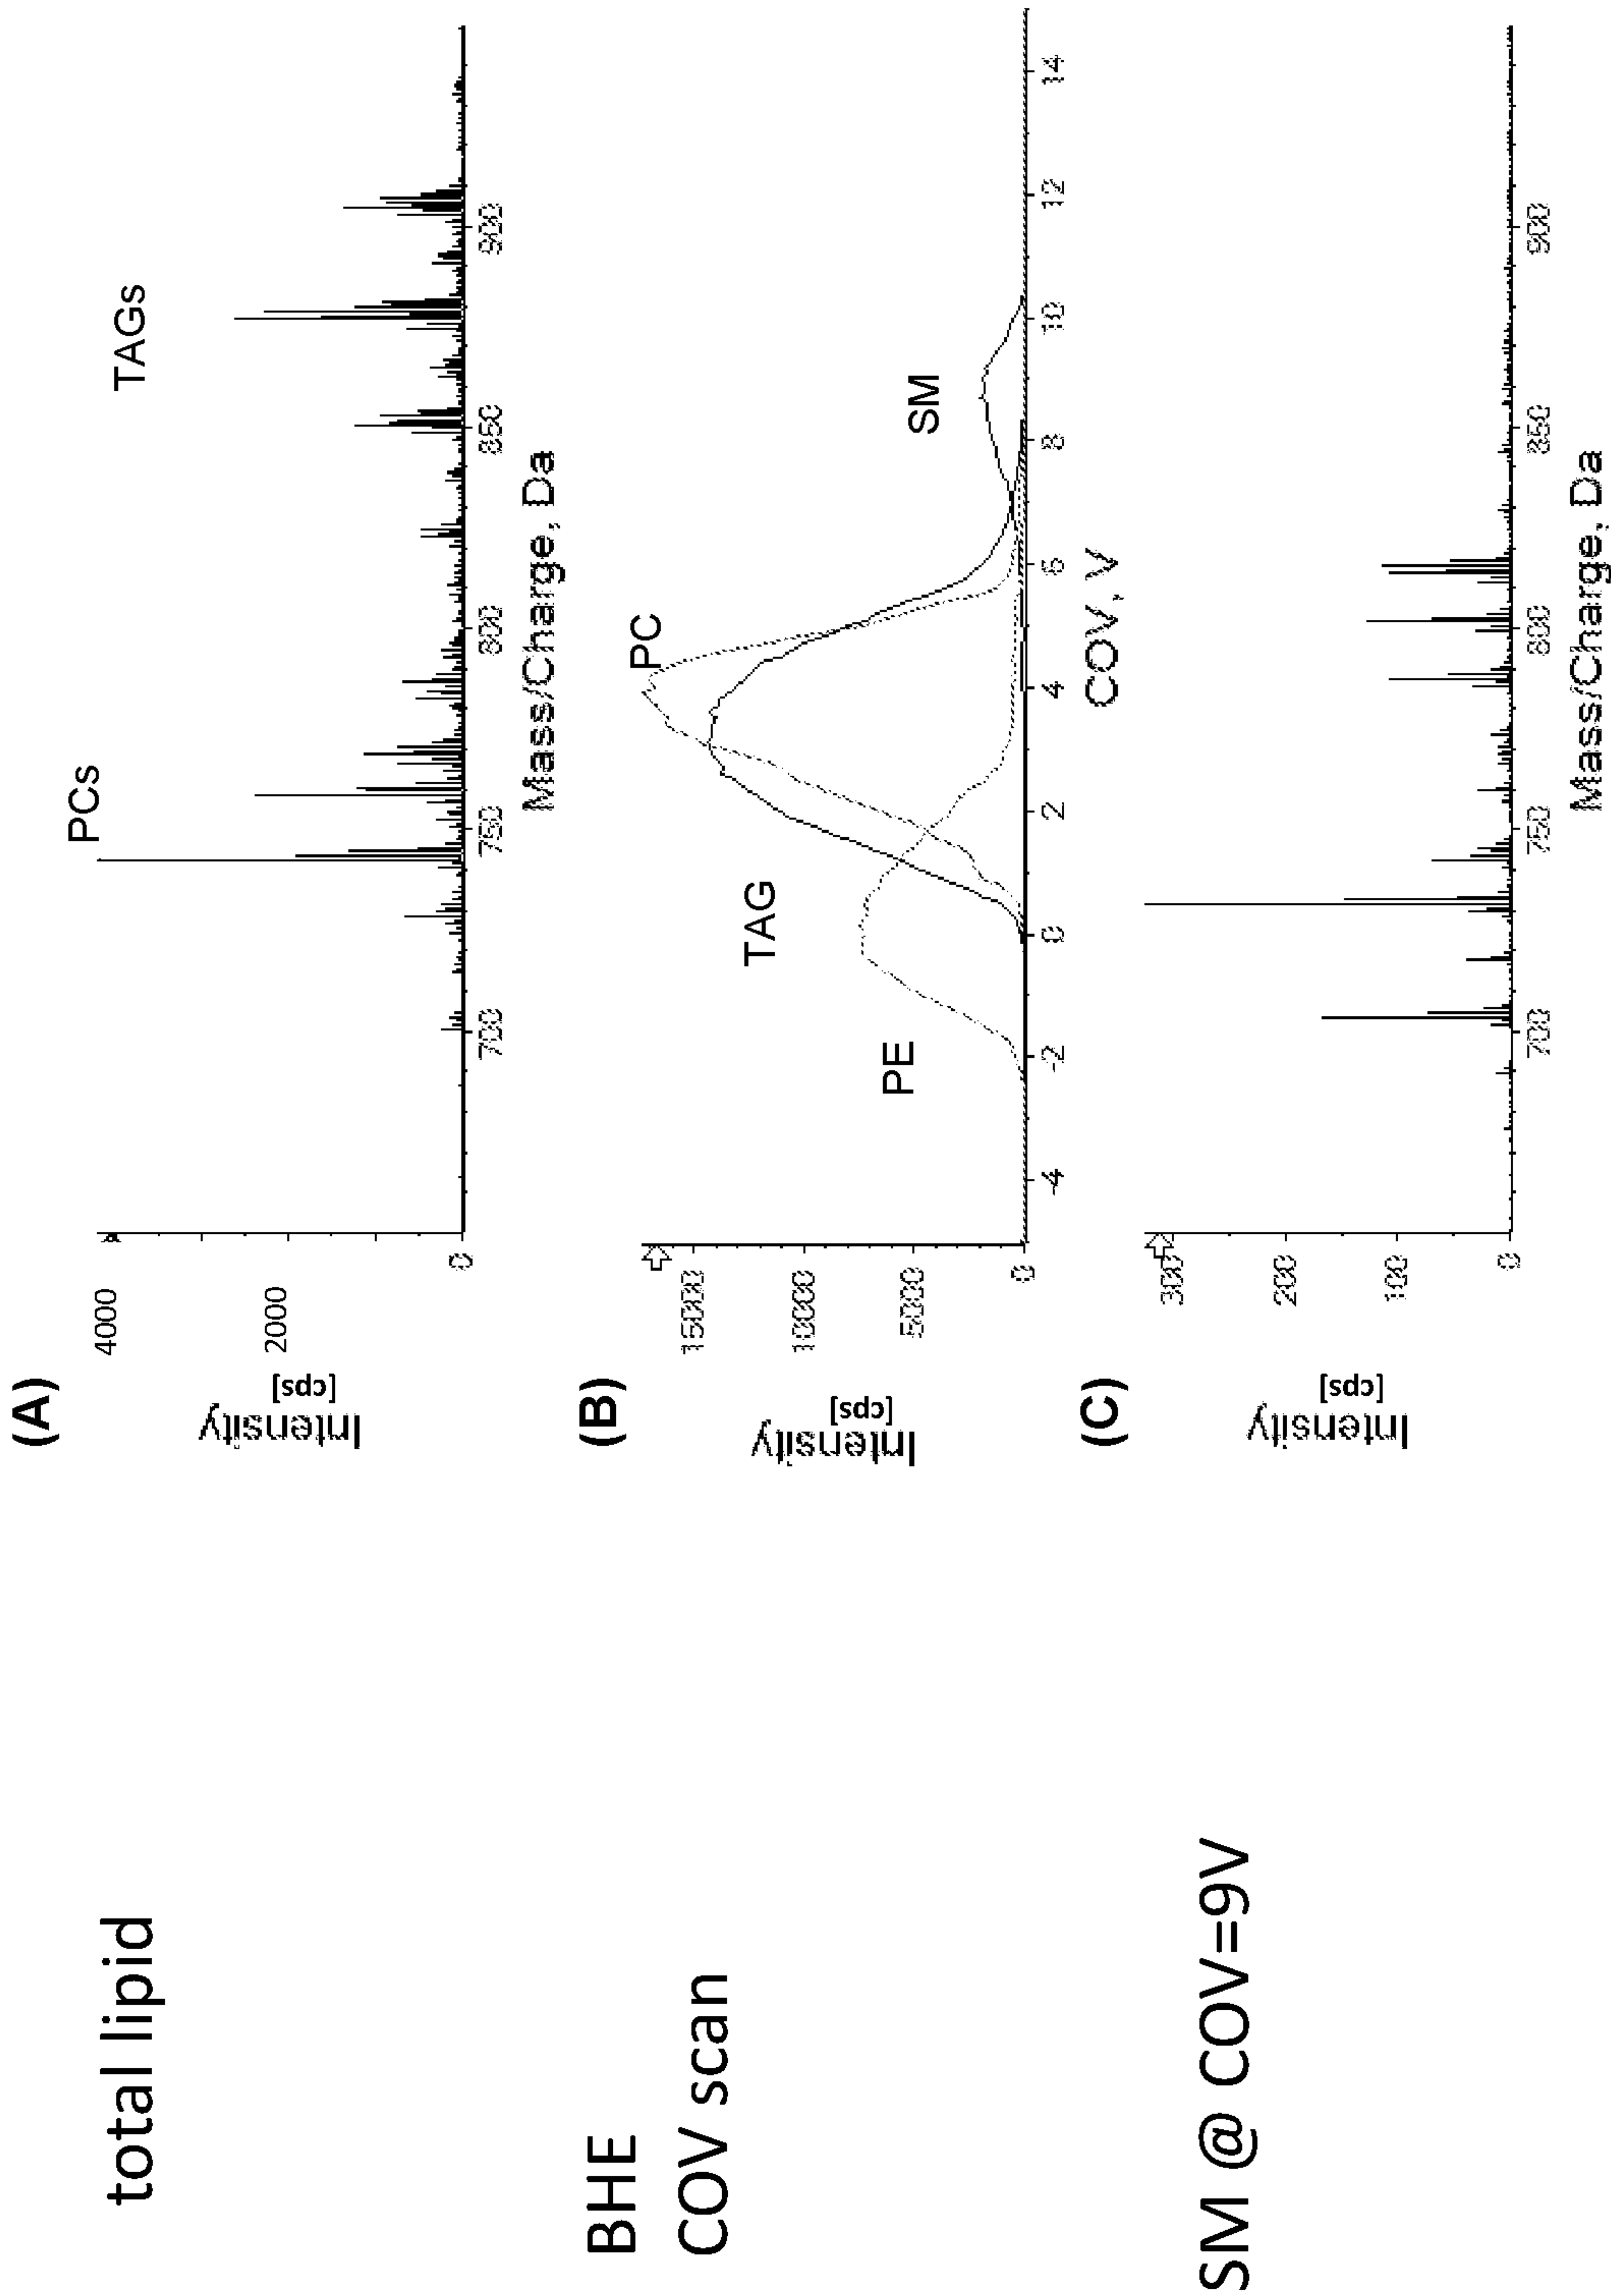 total lipid
(A)
Intensity
[cps]
4000
2000
0
PCs
TAGs
700
750
800
850
900
Mass/Charge, Da
BHE
COV scan
(B)
Intensity
[cps]
15000
10000
5000
0
PE
TAG
PC
SM
-4
-2
0
2
4
6
8
10
12
14
COV, V
SM @ COV=9V
(C)
Intensity
[cps]
300
200
100
0
700
750
800
850
900
Mass/Charge, Da